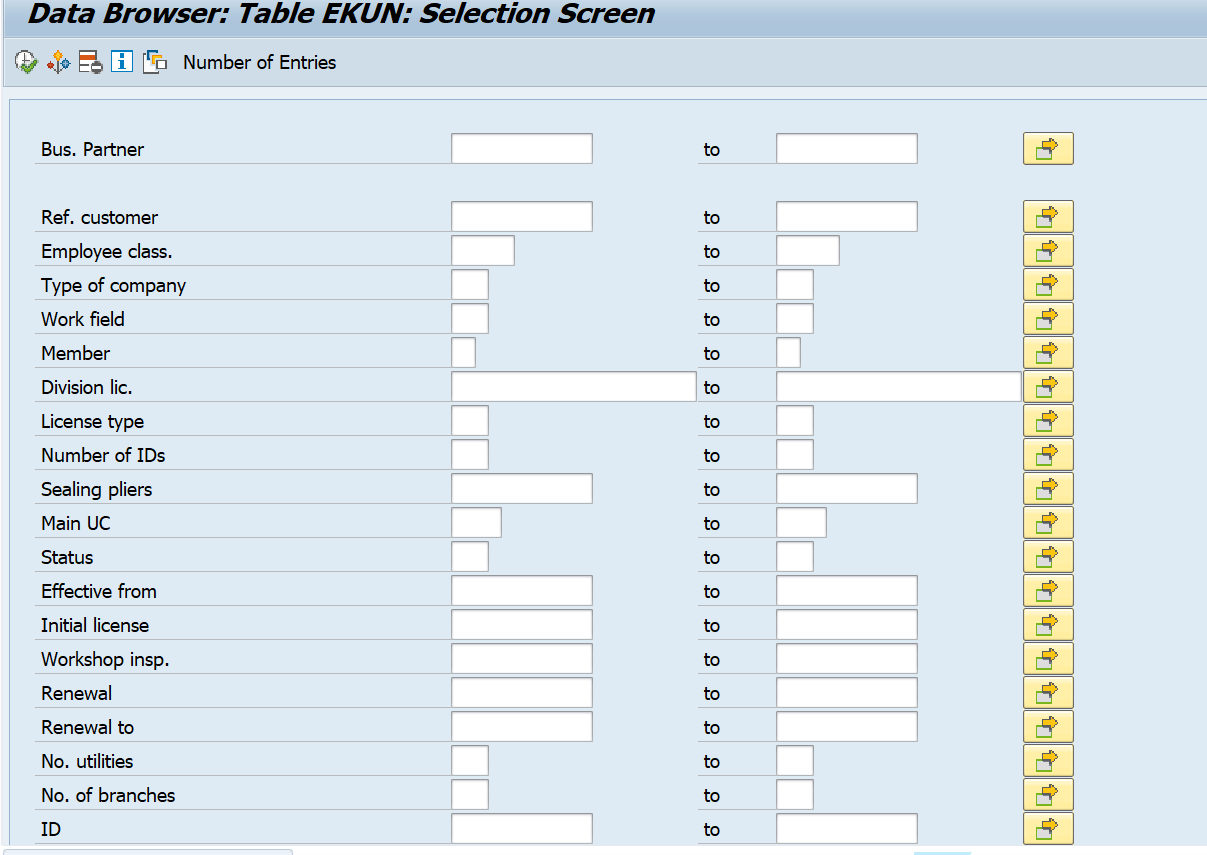 Data Browser: Table EKUN: Selection Screen
Number of Entries
Bus. Partner to
Ref. customer to
Employee class. to
Type of company to
Work field to
Member to
Division lic. to
License type to
Number of IDs to
Sealing pliers to
Main UC to
Status to
Effective from to
Initial license to
Workshop insp. to
Renewal to
Renewal to to
No. utilities to
No. of branches to
ID to